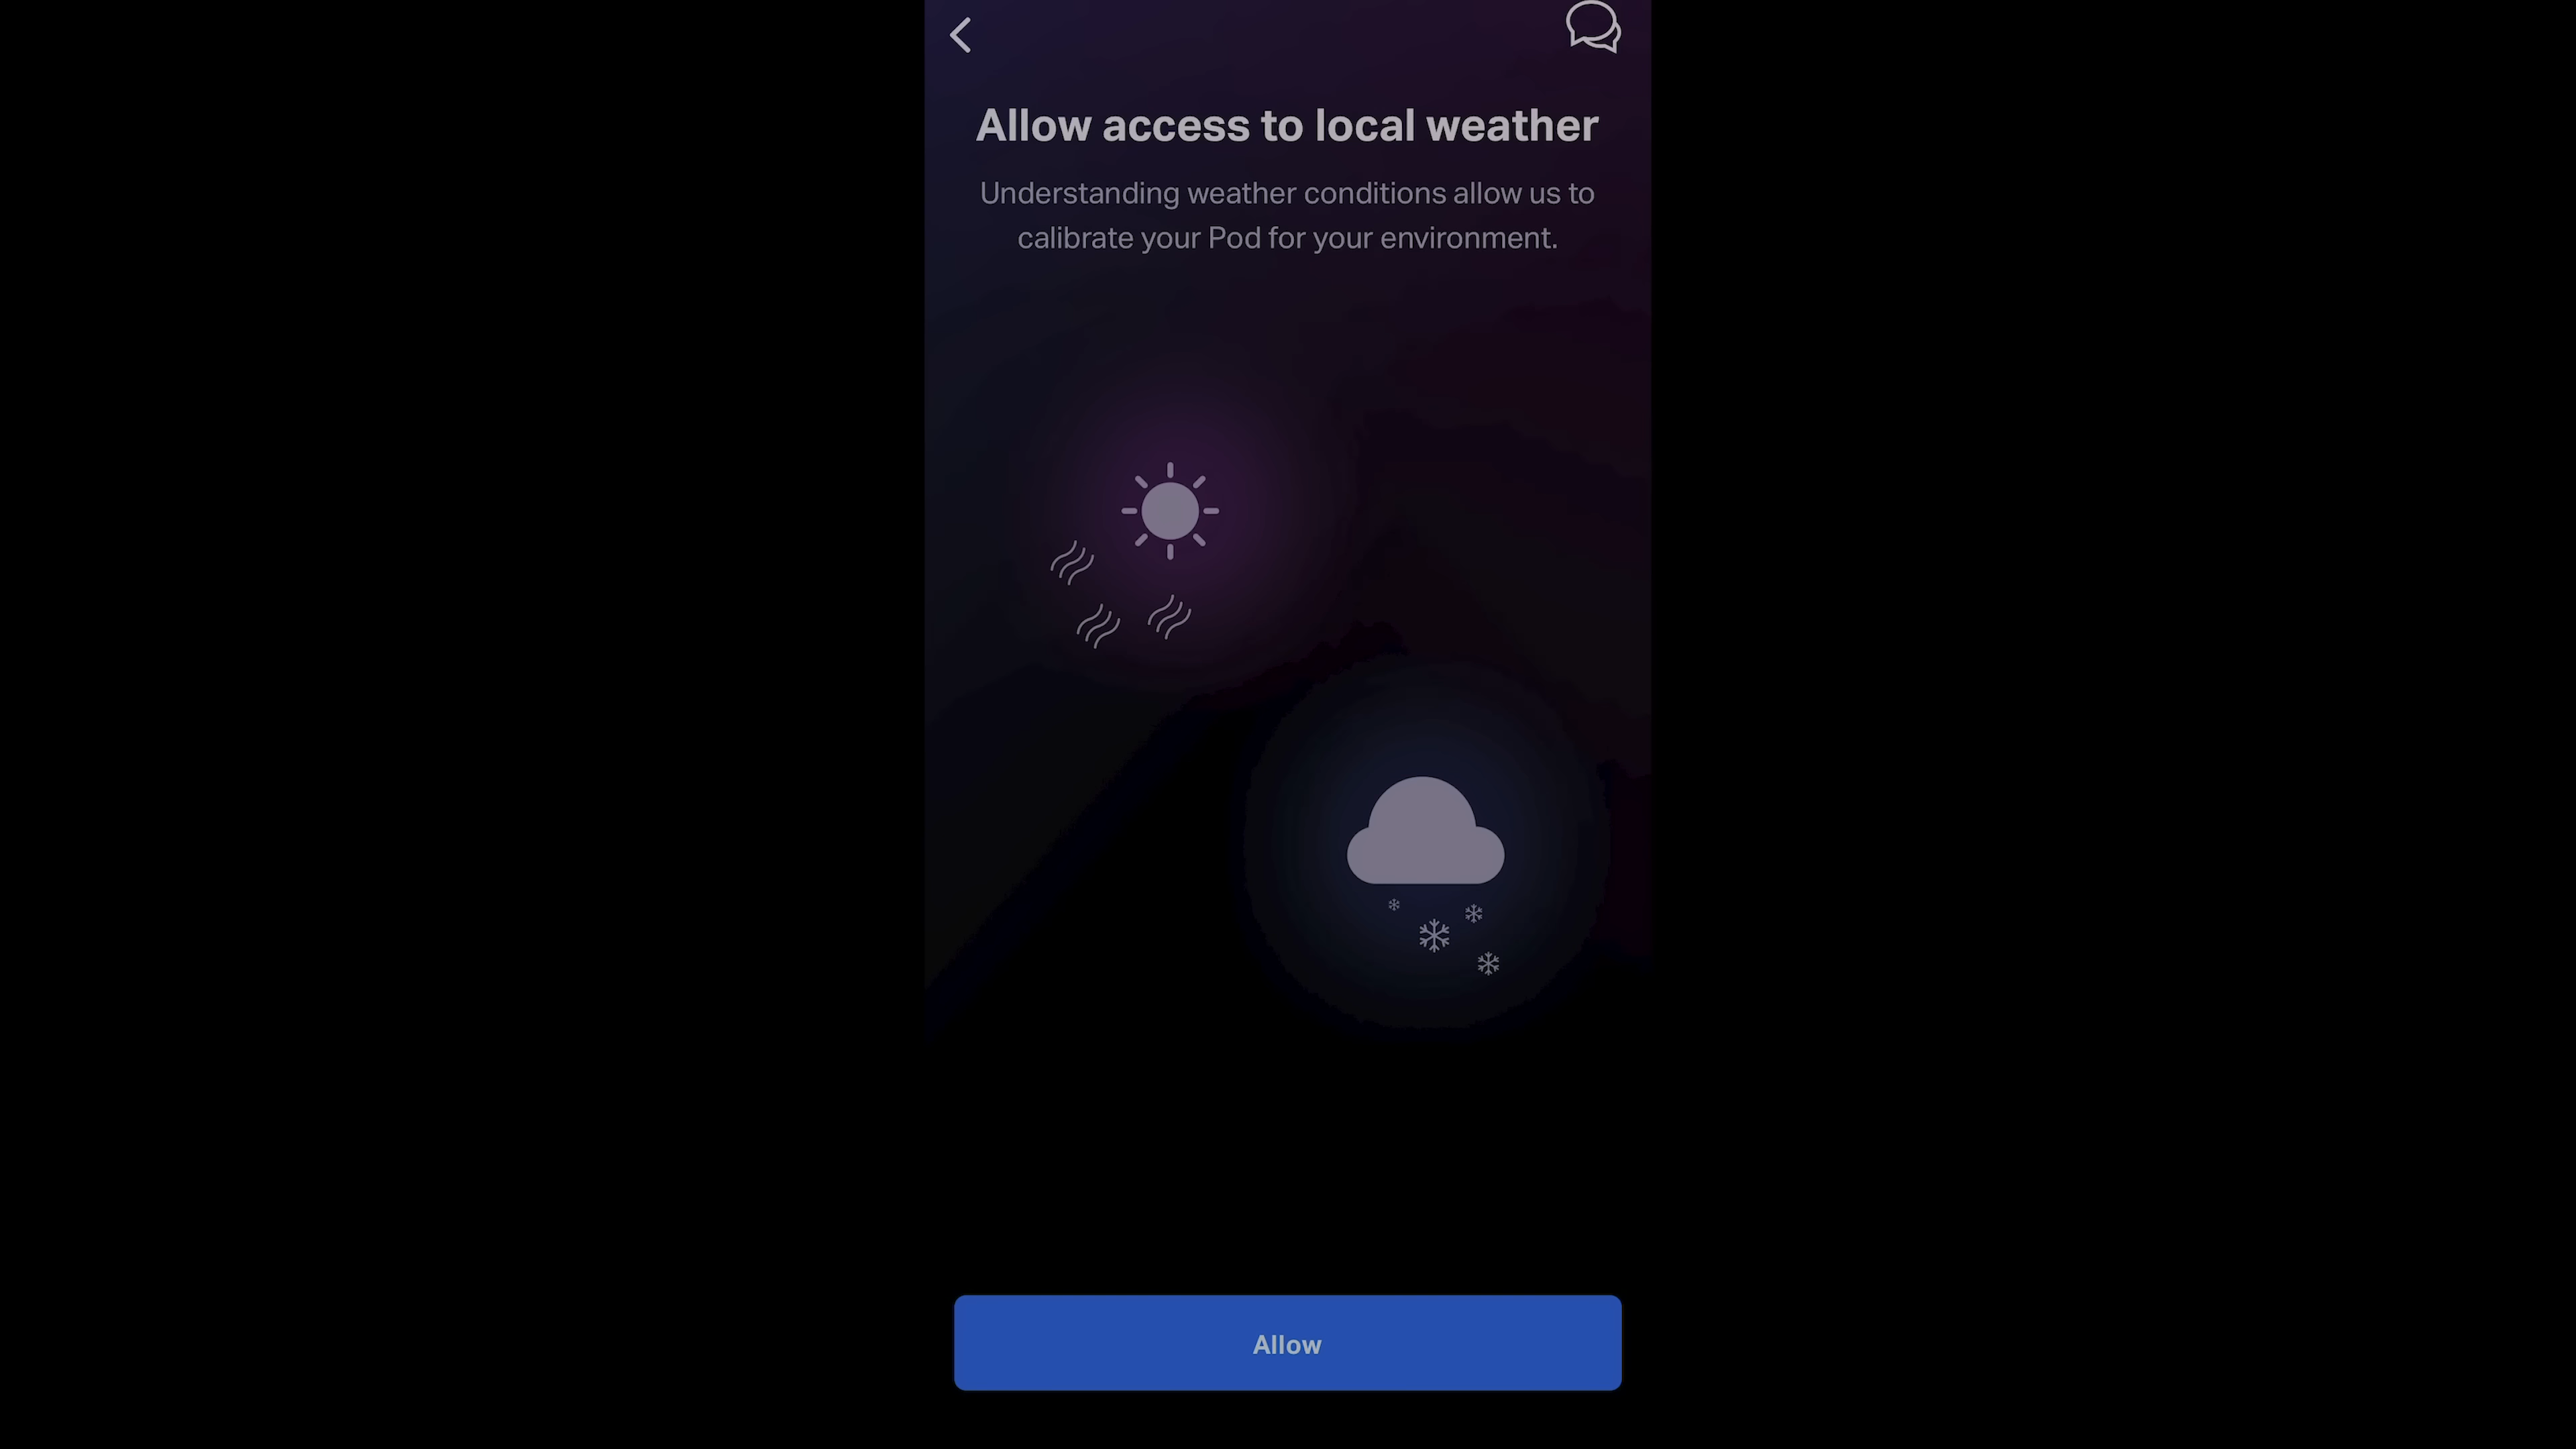 Allow access to local weather
Understanding weather conditions allow us to
calibrate your Pod for your environment.
Allow